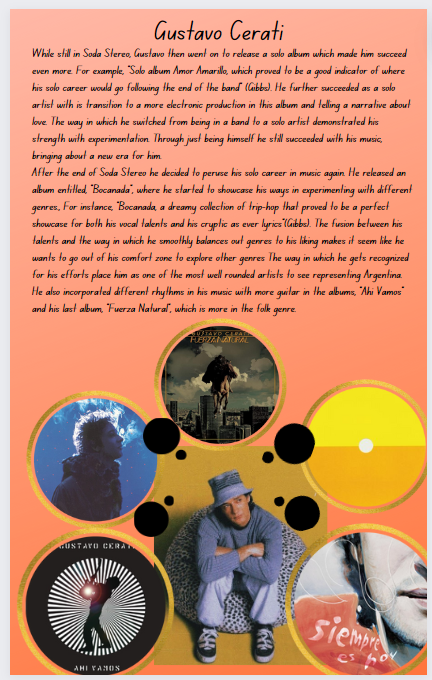 Gustavo Cerati
While still in Soda Stereo, Gustavo then went on to release a solo album which made him succeed
even more. For example, "Solo album Amor Amarillo, which proved to be a good indicator of where
his solo career would go following the end of the band" (Gibbs). He further succeeded as a solo
artist with is transition to a more electronic production in this album and telling a narrative about
love. The way in which he switched from being in a band to a solo artist demonstrated his
strength with experimentation. Through just being himself he still succeeded with his music,
bringing about a new era for him.
After the end of Soda Stereo he decided to peruse his solo career in music again. He released an
album entitled, "Bocanada", where he started to showcase his ways in experimenting with different
genres,. For instance, "Bocanada, a dreamy collection of trip-hop that proved to be a perfect
showcase for both his vocal talents and his cryptic as ever lyrics"(Gibbs). The fusion between his
talents and the way in which he smoothly balances out genres to his liking makes it seem like he
wants to go out of his comfort zone to explore other genres The way in which he gets recognized
for his efforts place him as one of the most well rounded artists to see representing Argentina.
He also incorporated different rhythms in his music with more guitar in the albums, "Ahi Vamos"
and his last album, "Fuerza Natural", which is more in the folk genre.
GUSTAVO CERATI
FUERZA NATURAL
GUSTAVO CERATI
AHÍ VAMOS
siempre
es hoy